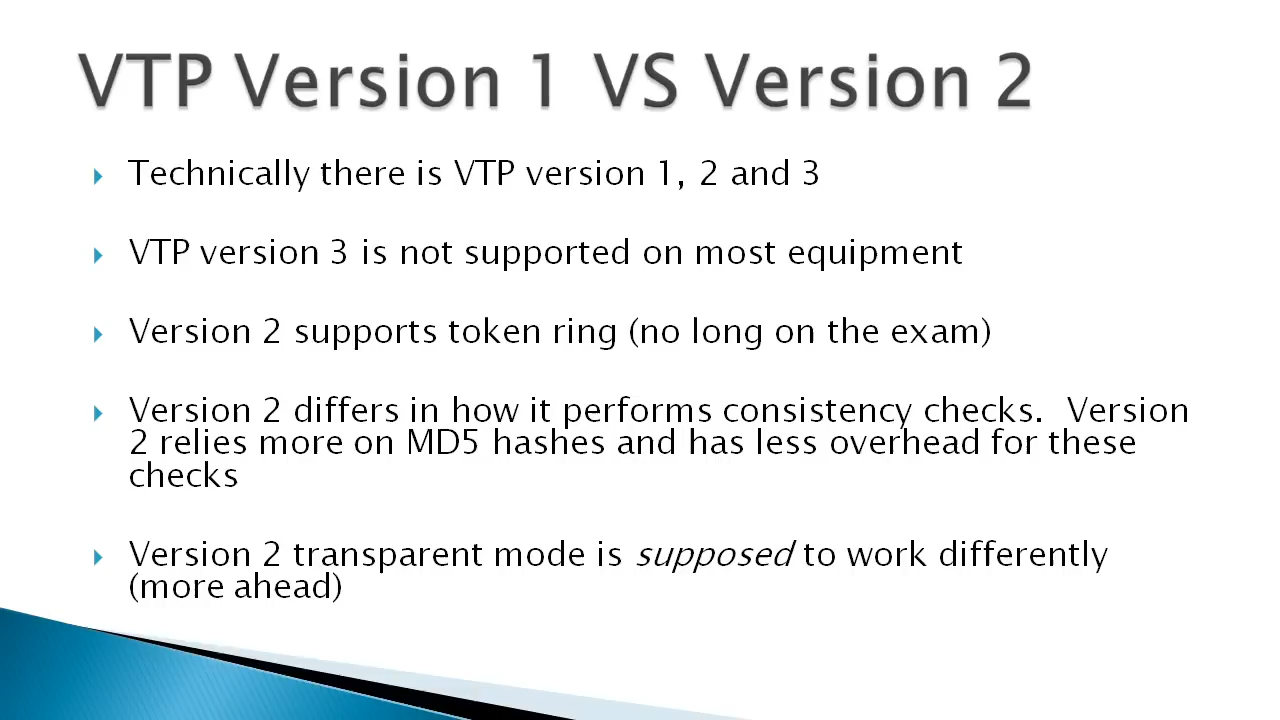 VTP Version 1 VS Version 2
Technically there is VTP version 1, 2 and 3
VTP version 3 is not supported on most equipment
Version 2 supports token ring (no long on the exam)
Version 2 differs in how it performs consistency checks.  Version
2 relies more on MD5 hashes and has less overhead for these
checks
Version 2 transparent mode is supposed to work differently
(more ahead)